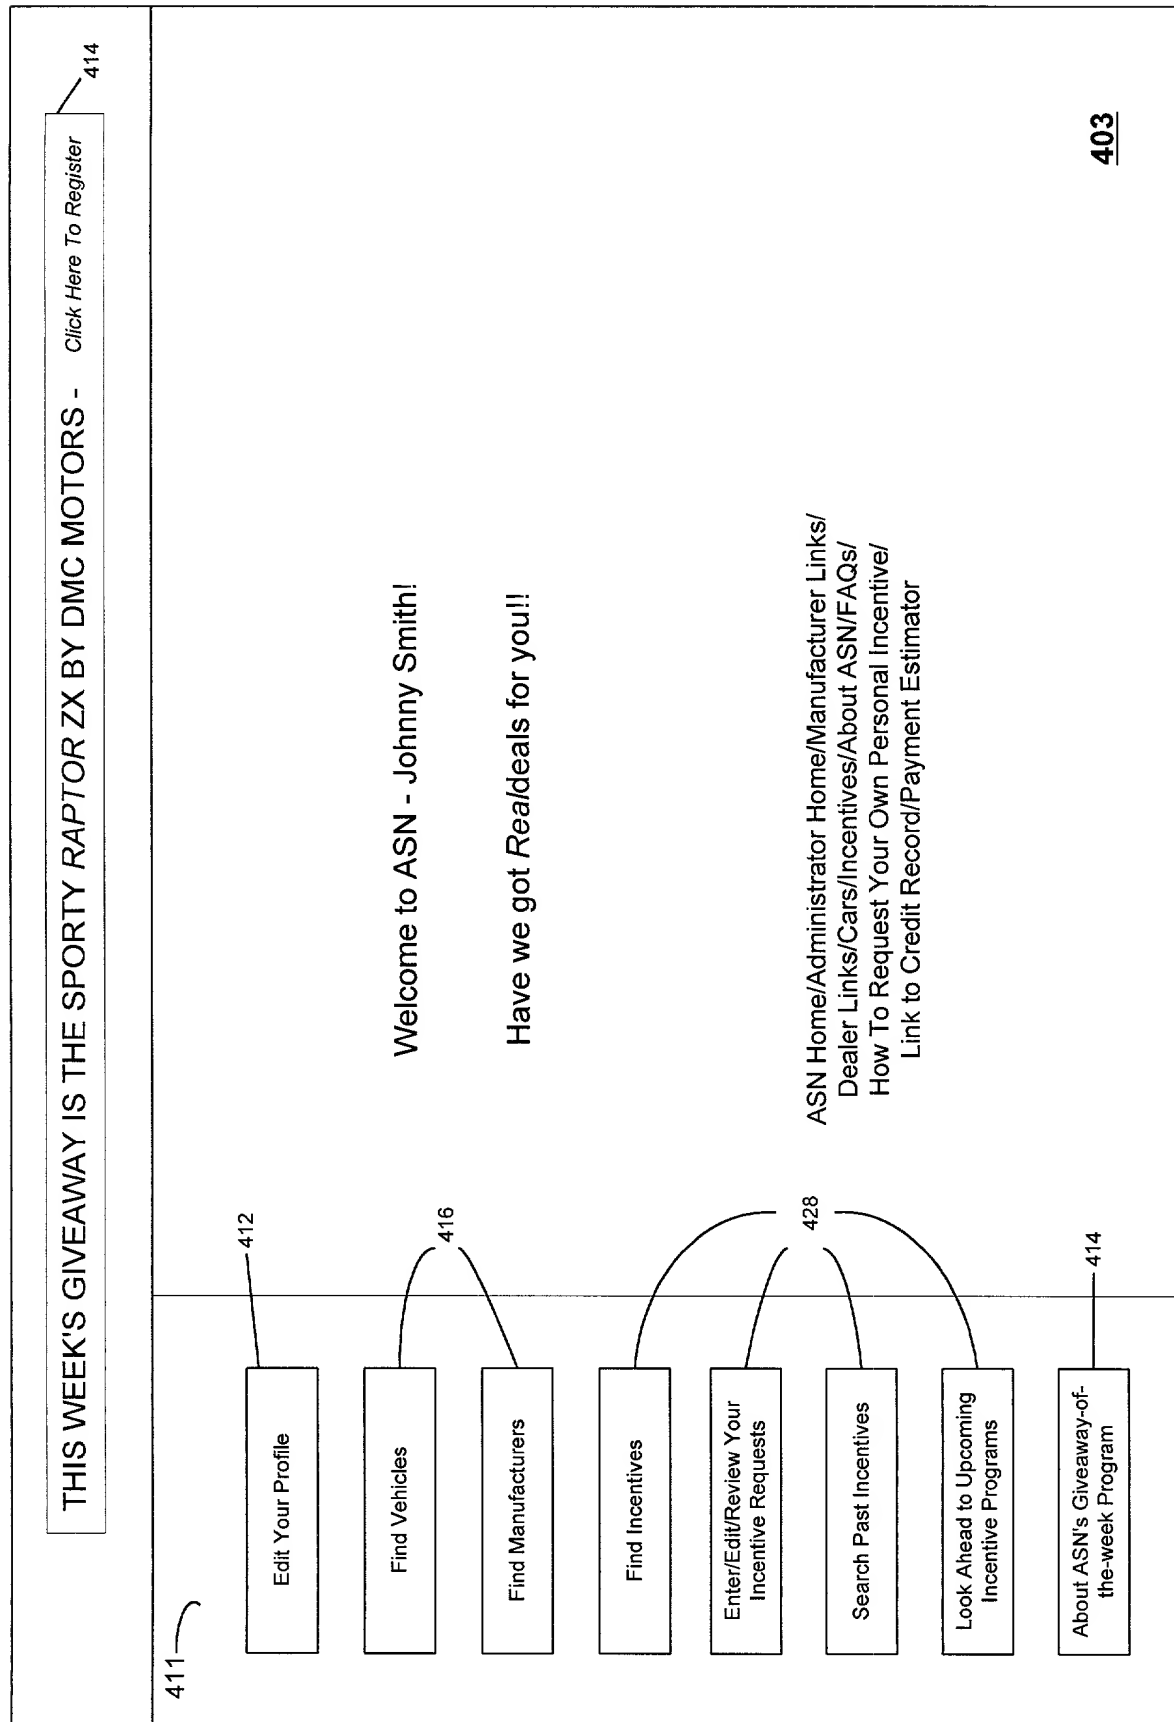 THIS WEEK'S GIVEAWAY IS THE SPORTY RAPTOR ZX BY DMC MOTORS - Click Here To Register
414
411
Edit Your Profile
412
Find Vehicles
Find Manufacturers
416
Find Incentives
Enter/Edit/Review Your
Incentive Requests
Search Past Incentives
Look Ahead to Upcoming
Incentive Programs
428
About ASN's Giveaway-of-
the-week Program
414
Welcome to ASN - Johnny Smith!
Have we got Realdeals for you!!
ASN Home/Administrator Home/Manufacturer Links/
Dealer Links/Cars/Incentives/About ASN/FAQs/
How To Request Your Own Personal Incentive/
Link to Credit Record/Payment Estimator
403